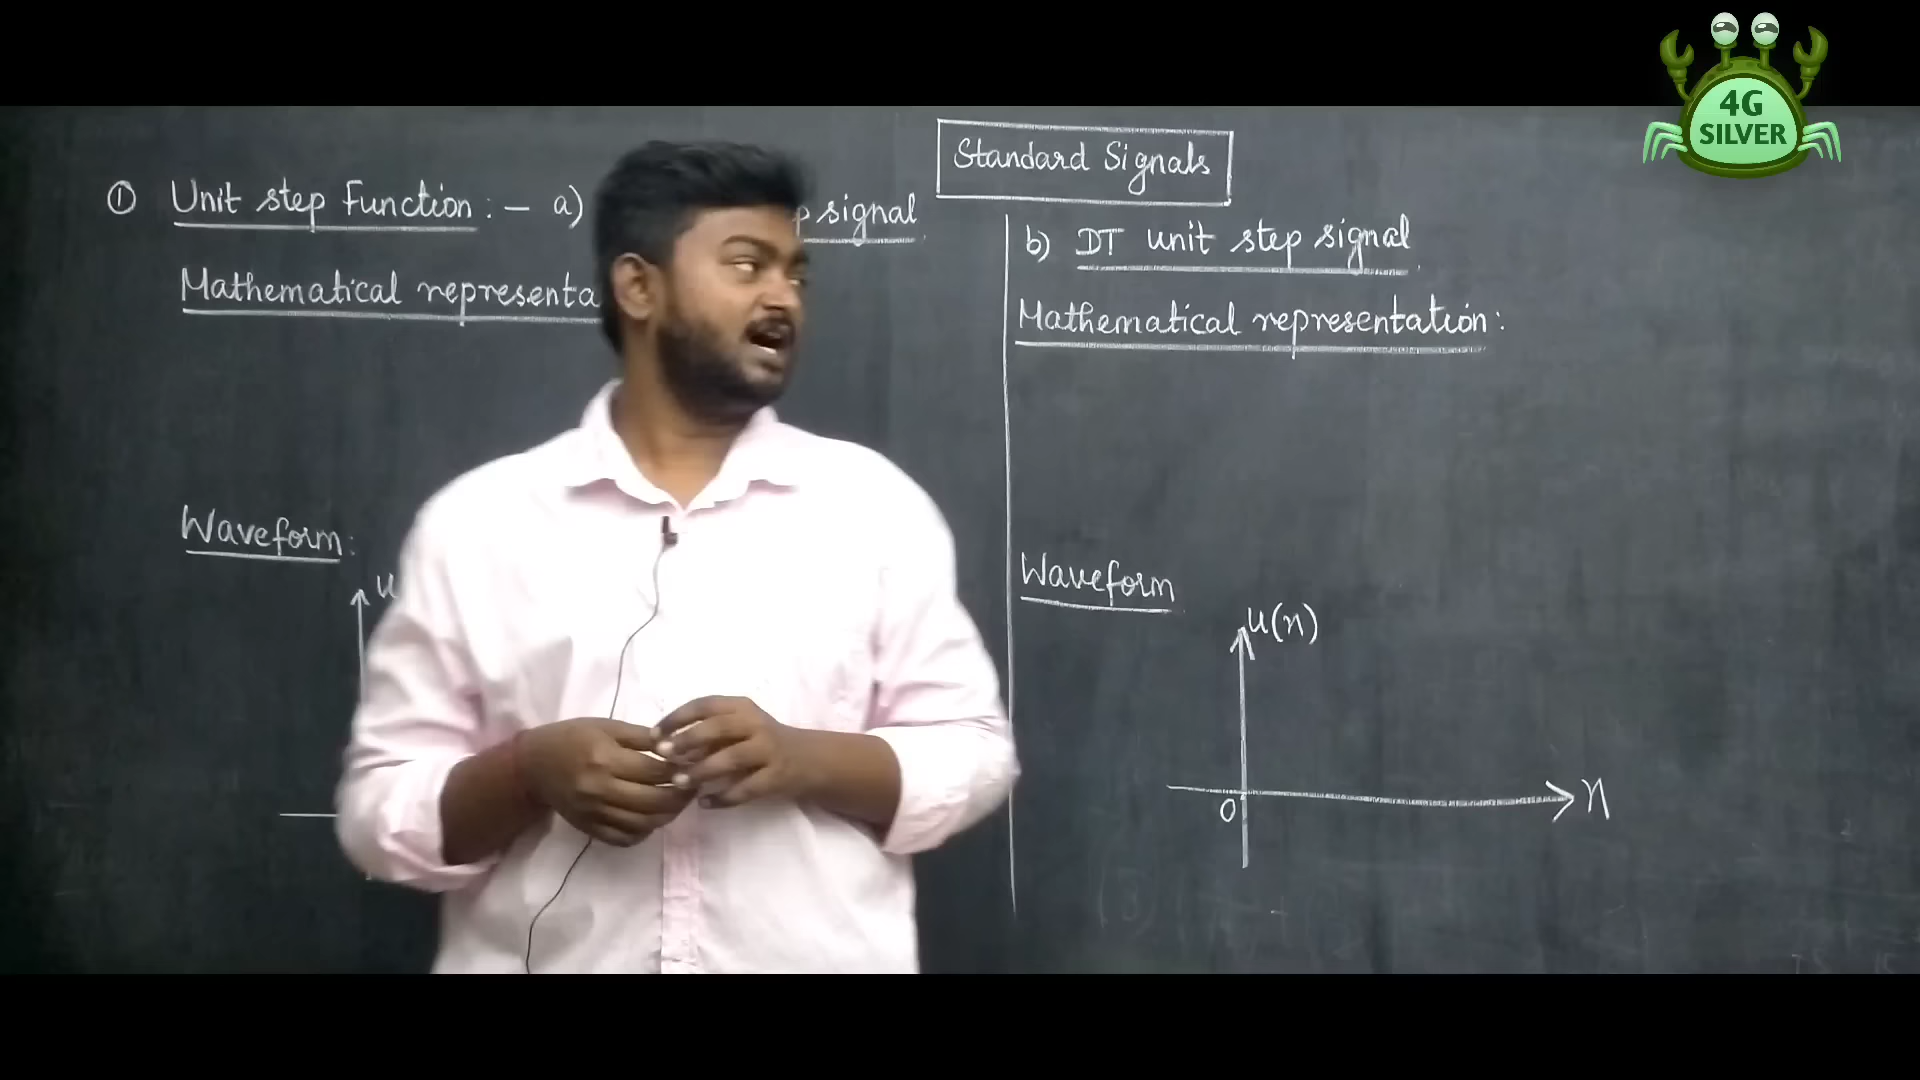 4G
SILVER
Standard Signals
① Unit step Function : – a) signal
Mathematical
Waveform:
b) DT unit step signal
Mathematical representation:
Waveform
u(n)
0
n